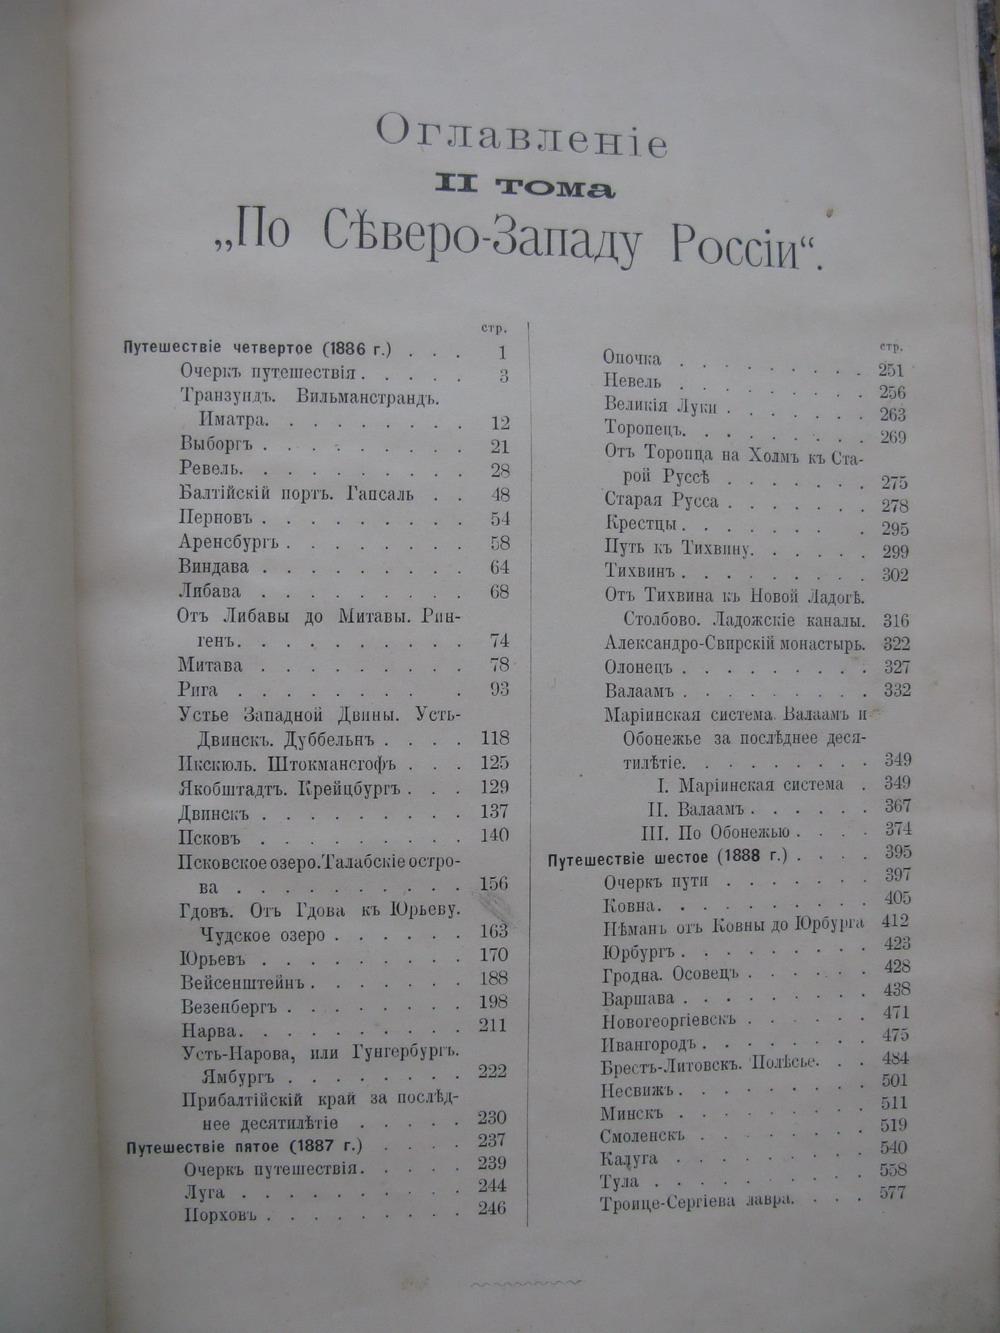 Оглавленіе
II тома
„По Сѣверо-Западу Россіи“.
стр.
Путешествіе четвертое (1886 г.) . . . 1
Очеркъ путешествія . . . . . 3
Транзундъ. Вильманстрандъ.
Иматра. . . . . . . . . 12
Выборгъ . . . . . . . . . 21
Ревель. . . . . . . . . . 28
Балтійскій портъ. Гапсаль . . 48
Перновъ . . . . . . . . . 54
Аренсбургъ . . . . . . . . 58
Виндава . . . . . . . . . 64
Либава . . . . . . . . . 68
Отъ Либавы до Митавы. Рин-
генъ. . . . . . . . . . 74
Митава . . . . . . . . . 78
Рига . . . . . . . . . 93
Устье Западной Двины. Усть-
Двинскъ. Дуббельнъ . . . . 118
Икскюль. Штокмансгофъ . . . 125
Якобштадтъ. Крейцбургъ . . . 129
Двинскъ . . . . . . . . . 137
Псковъ . . . . . . . . . 140
Псковское озеро. Талабскіе остро-
ва . . . . . . . . . . 156
Гдовъ. Отъ Гдова къ Юрьеву.
Чудское озеро . . . . . . 163
Юрьевъ . . . . . . . . . 170
Вейсенштейнъ . . . . . . . 188
Везенбергъ . . . . . . . . 198
Нарва. . . . . . . . . . 211
Усть-Нарова, или Гунгербургъ.
Ямбургъ . . . . . . . . 222
Прибалтійскій край за послѣд-
нее десятилѣтіе . . . . . 230
Путешествіе пятое (1887 г.) . . . . 237
Очеркъ путешествія. . . . . 239
Луга . . . . . . . . . . 244
Порховъ . . . . . . . . . 246
стр.
Опочка . . . . . . . . . 251
Невель . . . . . . . . . 256
Великія Луки . . . . . . . 263
Торопецъ. . . . . . . . . 269
Отъ Торопца на Холмъ къ Ста-
рой Руссѣ . . . . . . . 275
Старая Русса . . . . . . . 278
Крестцы . . . . . . . . . 295
Путь къ Тихвину. . . . . . 299
Тихвинъ . . . . . . . . . 302
Отъ Тихвина къ Новой Ладогѣ.
Столбово. Ладожскіе каналы. 316
Александро-Свирскій монастырь. 322
Олонецъ . . . . . . . . . 327
Валаамъ . . . . . . . . . 332
Маріинская система. Валаамъ и
Обонежье за послѣднее деся-
тилѣтіе. . . . . . . . . 349
I. Маріинская система . 349
II. Валаамъ . . . . . . 367
III. По Обонежью . . . . 374
Путешествіе шестое (1888 г.) . . . . 395
Очеркъ пути . . . . . . . 397
Ковна. . . . . . . . . . 405
Нѣманъ отъ Ковны до Юрбурга 412
Юрбургъ . . . . . . . . . 423
Гродна. Осовецъ . . . . . . 428
Варшава . . . . . . . . . 438
Новогеоргіевскъ . . . . . . 471
Ивангородъ . . . . . . . . 475
Брестъ-Литовскъ. Полѣсье. . . 484
Несвижъ . . . . . . . . . 501
Минскъ . . . . . . . . . 511
Смоленскъ . . . . . . . . 519
Калуга . . . . . . . . . 540
Тула . . . . . . . . . . 558
Троице-Сергіева лавра. . . . 577